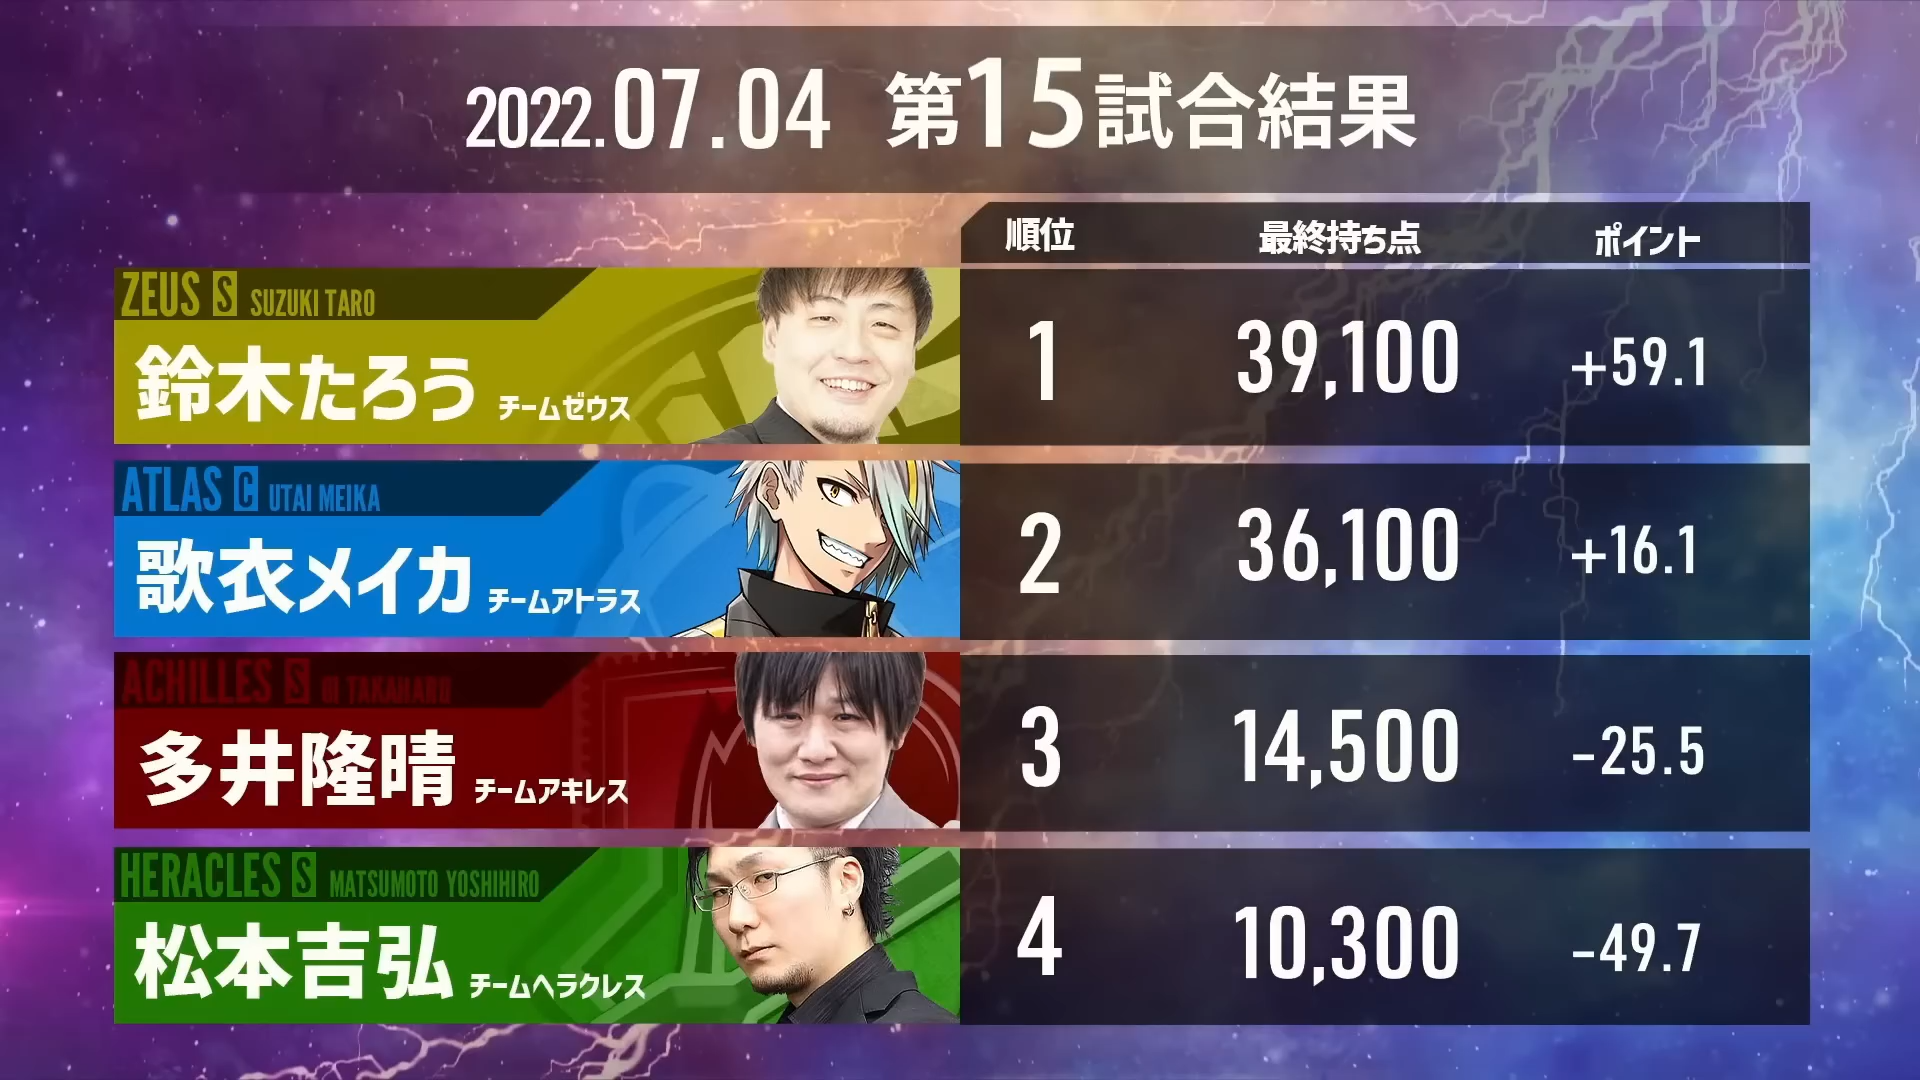 2022.07.04 第15試合結果
順位 最終持ち点 ポイント
ZEUS S SUZUKI TARO
鈴木たろう チームゼウス
1 39,100 +59.1
ATLAS C UTAI MEIKA
歌衣メイカ チームアトラス
2 36,100 +16.1
ACHILLES S OI TAKAHARU
多井隆晴 チームアキレス
3 14,500 -25.5
HERACLES S MATSUMOTO YOSHIHIRO
松本吉弘 チームヘラクレス
4 10,300 -49.7